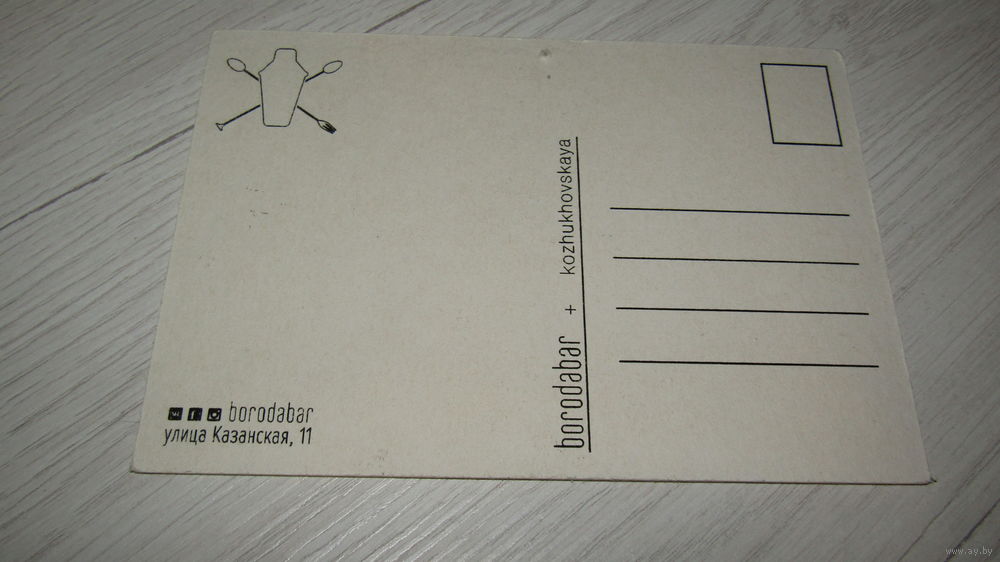 borodabar + kozhukhovskaya
borodabar
улица Казанская, 11
www.ay.by